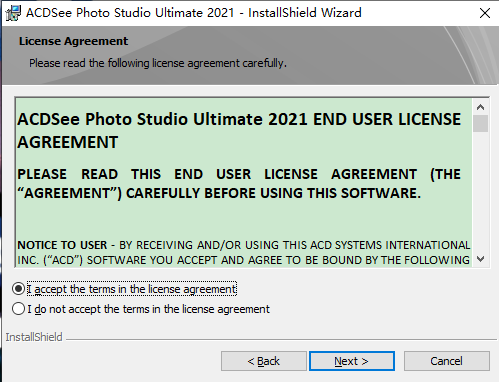 ACDSee Photo Studio Ultimate 2021 - InstallShield Wizard
License Agreement
Please read the following license agreement carefully.
ACDSee Photo Studio Ultimate 2021 END USER LICENSE
AGREEMENT
PLEASE READ THIS END USER LICENSE AGREEMENT (THE
“AGREEMENT”) CAREFULLY BEFORE USING THIS SOFTWARE.
NOTICE TO USER - BY RECEIVING AND/OR USING THIS ACD SYSTEMS INTERNATIONAL
INC. (“ACD”) SOFTWARE YOU ACCEPT AND AGREE TO BE BOUND BY THE FOLLOWING
I accept the terms in the license agreement
I do not accept the terms in the license agreement
InstallShield
< Back
Next >
Cancel